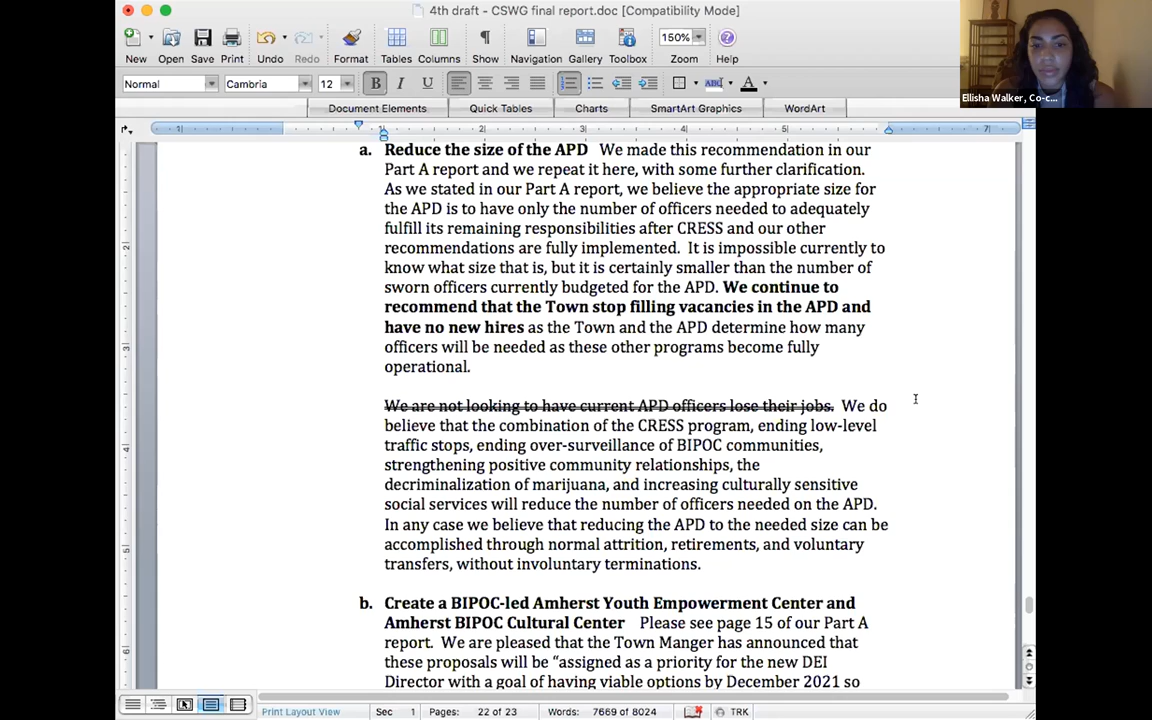 4th draft - CSWG final report.doc [Compatibility Mode]
150%
New Open Save Print Undo Redo Format Tables Columns Show Navigation Gallery Toolbox Zoom Help
Normal Cambria 12 B I U ABC A
Document Elements Quick Tables Charts SmartArt Graphics WordArt
Ellisha Walker, Co-c...
1 1 2 3 4 5 6 7
a. Reduce the size of the APD We made this recommendation in our
Part A report and we repeat it here, with some further clarification.
As we stated in our Part A report, we believe the appropriate size for
the APD is to have only the number of officers needed to adequately
fulfill its remaining responsibilities after CRESS and our other
recommendations are fully implemented. It is impossible currently to
know what size that is, but it is certainly smaller than the number of
sworn officers currently budgeted for the APD. We continue to
recommend that the Town stop filling vacancies in the APD and
have no new hires as the Town and the APD determine how many
officers will be needed as these other programs become fully
operational.
We are not looking to have current APD officers lose their jobs. We do
believe that the combination of the CRESS program, ending low-level
traffic stops, ending over-surveillance of BIPOC communities,
strengthening positive community relationships, the
decriminalization of marijuana, and increasing culturally sensitive
social services will reduce the number of officers needed on the APD.
In any case we believe that reducing the APD to the needed size can be
accomplished through normal attrition, retirements, and voluntary
transfers, without involuntary terminations.
b. Create a BIPOC-led Amherst Youth Empowerment Center and
Amherst BIPOC Cultural Center Please see page 15 of our Part A
report. We are pleased that the Town Manger has announced that
these proposals will be “assigned as a priority for the new DEI
Director with a goal of having viable options by December 2021 so
2
3
4
5
6
Print Layout View Sec 1 Pages: 22 of 23 Words: 7669 of 8024 TRK